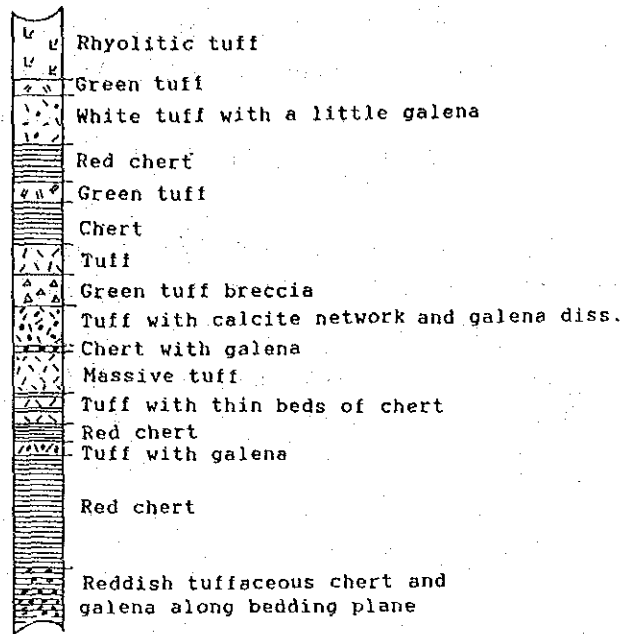 Rhyolitic tuff
Green tuff
White tuff with a little galena
Red chert
Green tuff
Chert
Tuff
Green tuff breccia
Tuff with calcite network and galena diss.
Chert with galena
Massive tuff
Tuff with thin beds of chert
Red chert
Tuff with galena
Red chert
Reddish tuffaceous chert and
galena along bedding plane